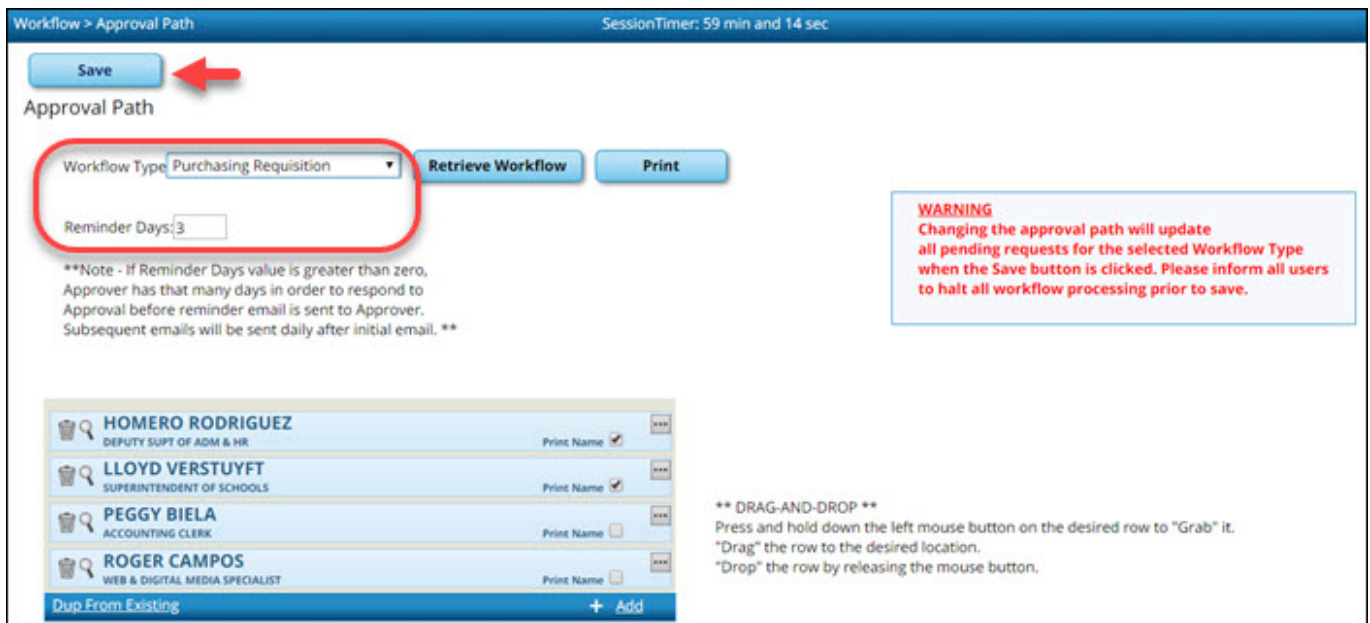 Workflow > Approval Path
SessionTimer: 59 min and 14 sec
Save
Approval Path
Workflow Type Purchasing Requisition
Retrieve Workflow
Print
Reminder Days: 3
**Note - If Reminder Days value is greater than zero,
Approver has that many days in order to respond to
Approval before reminder email is sent to Approver.
Subsequent emails will be sent daily after initial email. **
WARNING
Changing the approval path will update
all pending requests for the selected Workflow Type
when the Save button is clicked. Please inform all users
to halt all workflow processing prior to save.
HOMERO RODRIGUEZ
DEPUTY SUPT OF ADM & HR
Print Name
LLOYD VERSTUYFT
SUPERINTENDENT OF SCHOOLS
Print Name
PEGGY BIELA
ACCOUNTING CLERK
Print Name
ROGER CAMPOS
WEB & DIGITAL MEDIA SPECIALIST
Print Name
Dup From Existing
+ Add
** DRAG-AND-DROP **
Press and hold down the left mouse button on the desired row to "Grab" it.
"Drag" the row to the desired location.
"Drop" the row by releasing the mouse button.